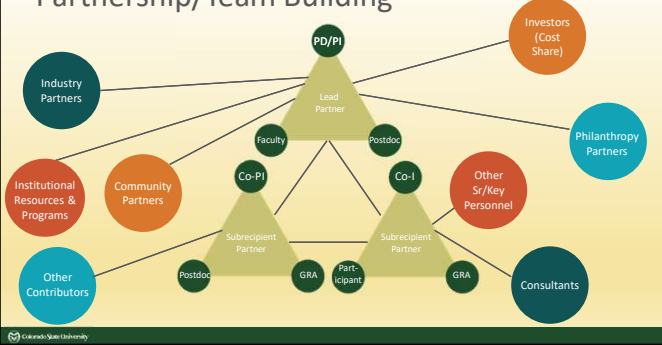 Partnership/Team Building
PD/PI
Investors
(Cost
Share)
Industry
Partners
Lead
Partner
Faculty
Postdoc
Philanthropy
Partners
Institutional
Resources &
Programs
Community
Partners
Co-PI
Co-I
Other
Sr/Key
Personnel
Subrecipient
Partner
Subrecipient
Partner
Other
Contributors
Postdoc
GRA
Part-
icipant
GRA
Consultants
Colorado State University